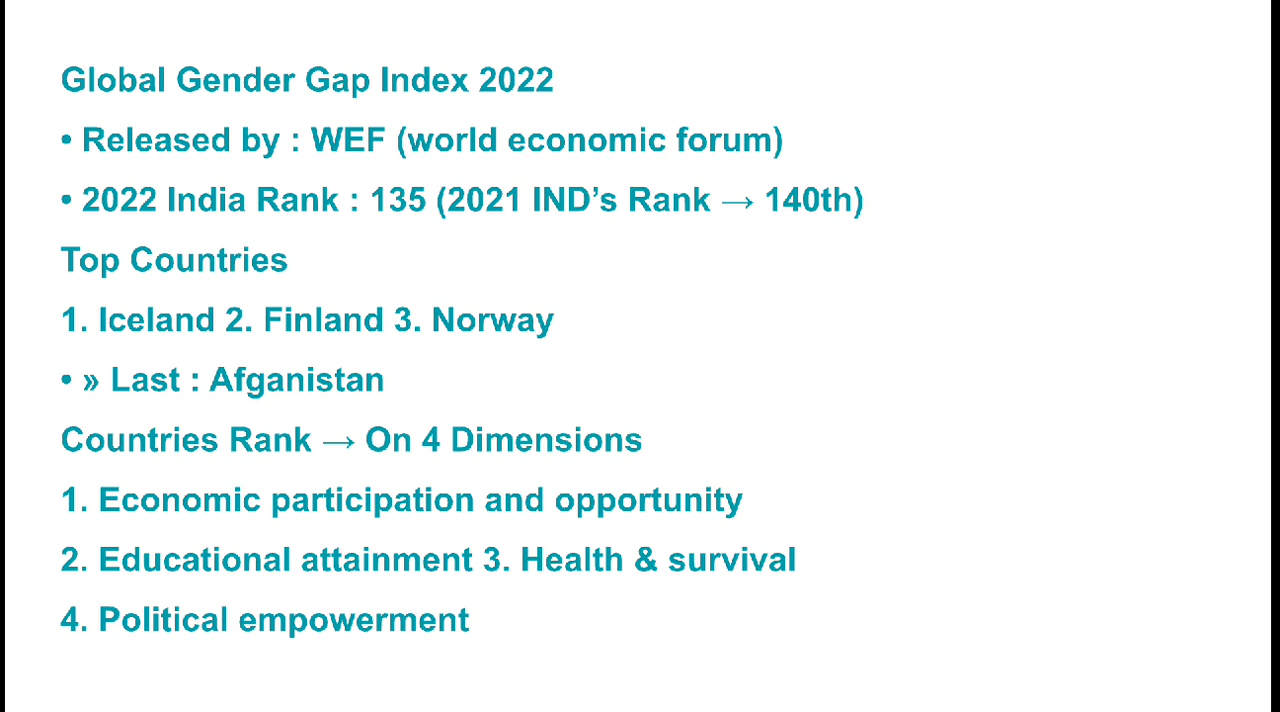 Global Gender Gap Index 2022
• Released by : WEF (world economic forum)
• 2022 India Rank : 135 (2021 IND’s Rank → 140th)
Top Countries
1. Iceland 2. Finland 3. Norway
• » Last : Afganistan
Countries Rank → On 4 Dimensions
1. Economic participation and opportunity
2. Educational attainment 3. Health & survival
4. Political empowerment